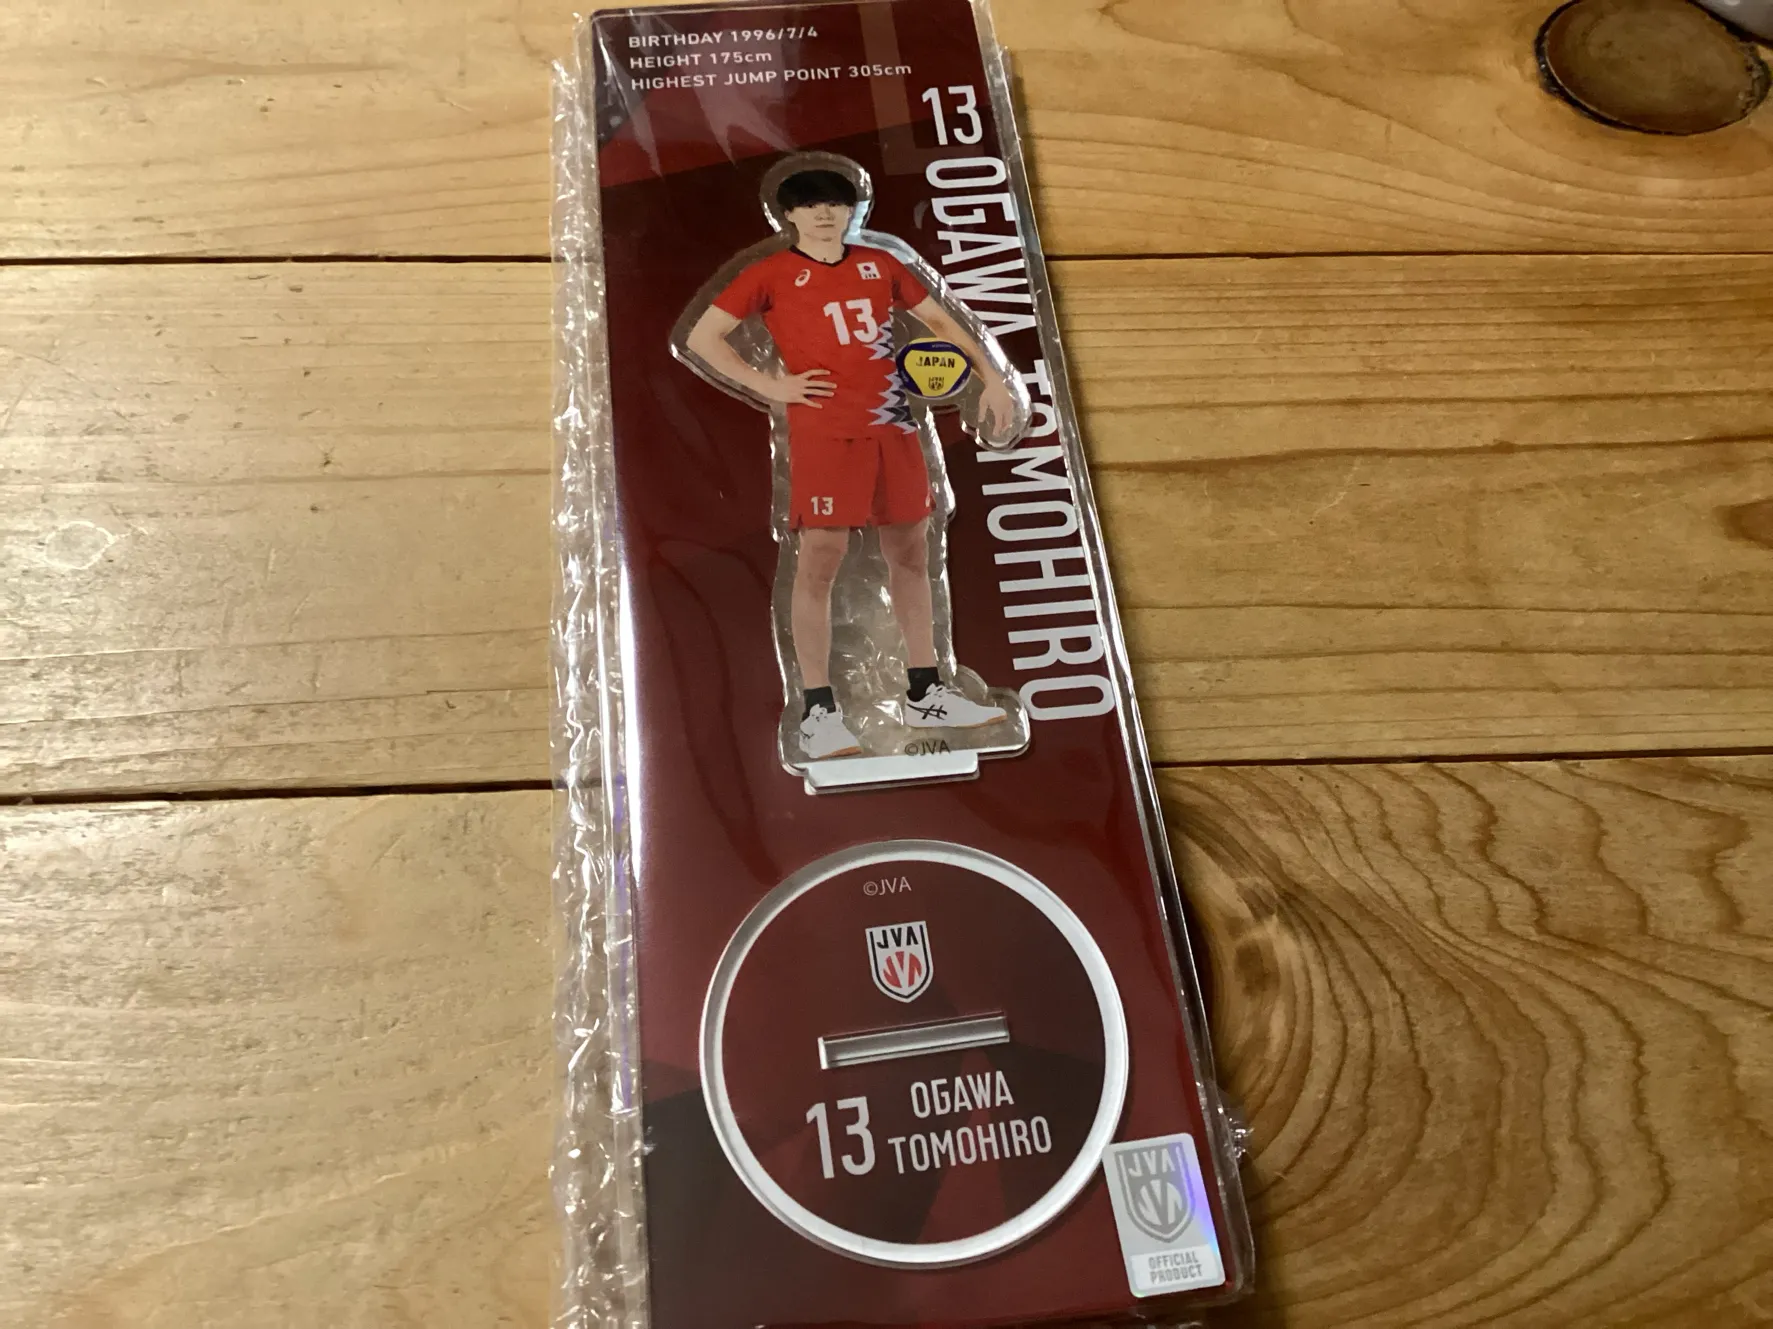 BIRTHDAY 1996/7/4
HEIGHT 175cm
HIGHEST JUMP POINT 305cm
13 OGAWA TOMOHIRO
13
JAPAN
13
©JVA
©JVA
JVA
13 OGAWA
TOMOHIRO
JVA
OFFICIAL
PRODUCT